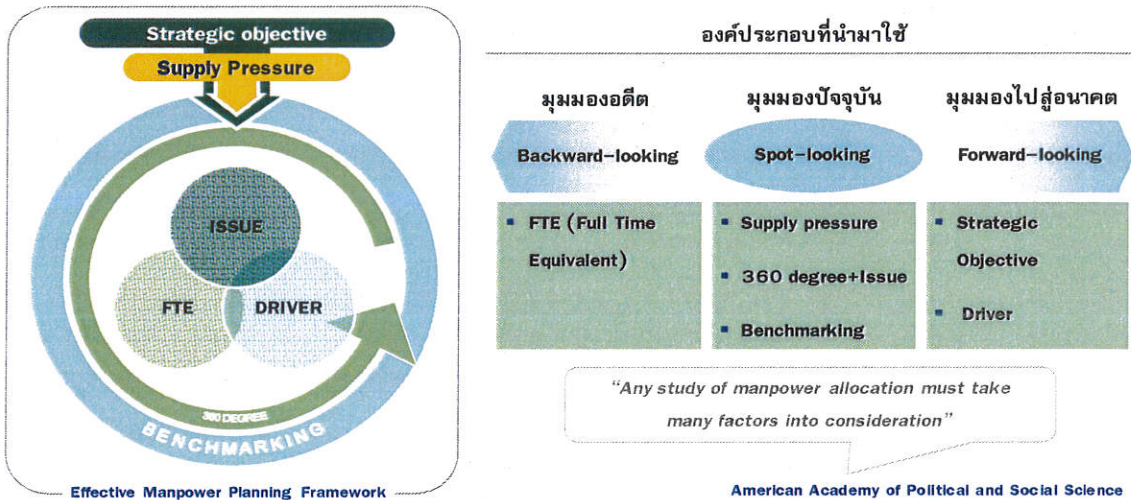 Strategic objective
Supply Pressure
ISSUE
FTE
DRIVER
360 DEGREE
BENCHMARKING
Effective Manpower Planning Framework
องค์ประกอบที่นำมาใช้
มุมมองอดีต
มุมมองปัจจุบัน
มุมมองไปสู่อนาคต
Backward-looking
Spot-looking
Forward-looking
▪ FTE (Full Time
Equivalent)
▪ Supply pressure
▪ 360 degree+Issue
▪ Benchmarking
▪ Strategic
Objective
▪ Driver
"Any study of manpower allocation must take
many factors into consideration"
American Academy of Political and Social Science